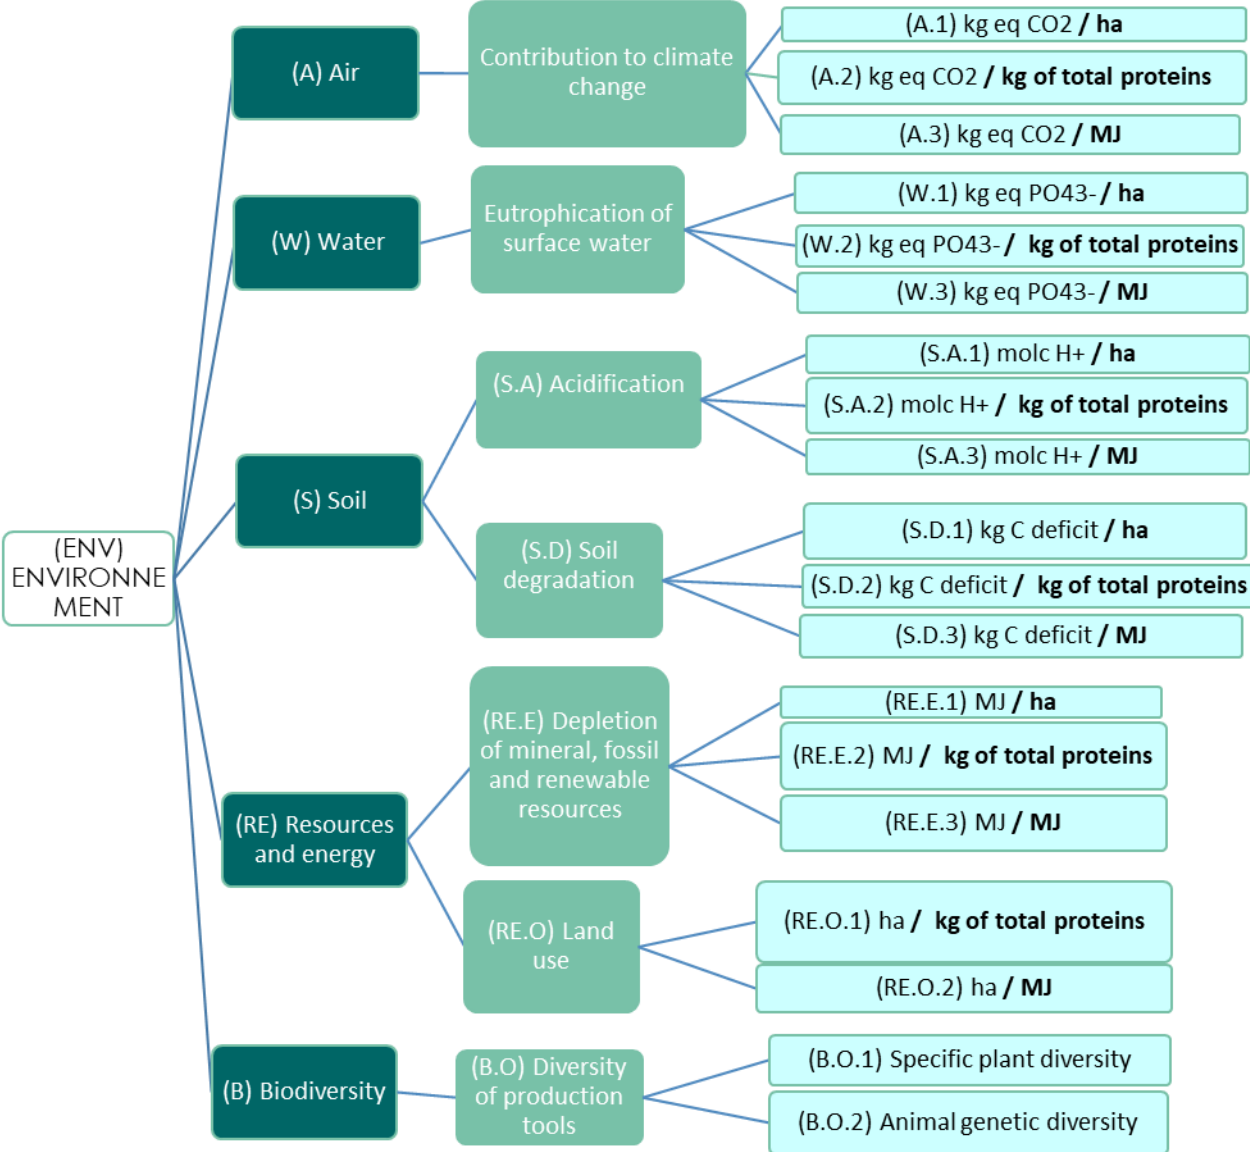 (A) Air
Contribution to climate
change
(A.1) kg eq CO2 / ha
(A.2) kg eq CO2 / kg of total proteins
(A.3) kg eq CO2 / MJ
(W) Water
Eutrophication of
surface water
(W.1) kg eq PO43- / ha
(W.2) kg eq PO43- / kg of total proteins
(W.3) kg eq PO43- / MJ
(S) Soil
(S.A) Acidification
(S.A.1) molc H+ / ha
(S.A.2) molc H+ / kg of total proteins
(S.A.3) molc H+ / MJ
(S.D) Soil
degradation
(S.D.1) kg C deficit / ha
(S.D.2) kg C deficit / kg of total proteins
(S.D.3) kg C deficit / MJ
(ENV)
ENVIRONNE
MENT
(RE) Resources
and energy
(RE.E) Depletion
of mineral, fossil
and renewable
resources
(RE.E.1) MJ / ha
(RE.E.2) MJ / kg of total proteins
(RE.E.3) MJ / MJ
(RE.O) Land
use
(RE.O.1) ha / kg of total proteins
(RE.O.2) ha / MJ
(B) Biodiversity
(B.O) Diversity
of production
tools
(B.O.1) Specific plant diversity
(B.O.2) Animal genetic diversity